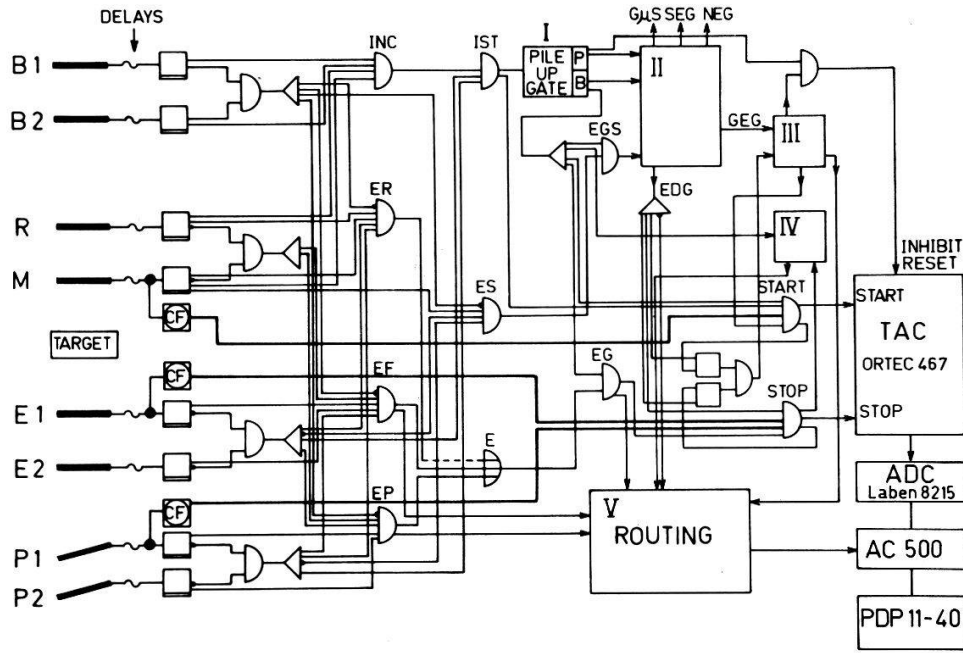 DELAYS
B1
B2
R
M
TARGET
E1
E2
P1
P2
CF
CF
CF
INC
IST
ER
ES
EF
E
EP
I
PILE
UP
GATE
P
B
GμS SEG NEG
II
EGS
GEG
III
EDG
IV
EG
START
STOP
INHIBIT
RESET
START
TAC
ORTEC 467
STOP
ADC
Laben 8215
V
ROUTING
AC 500
PDP 11-40